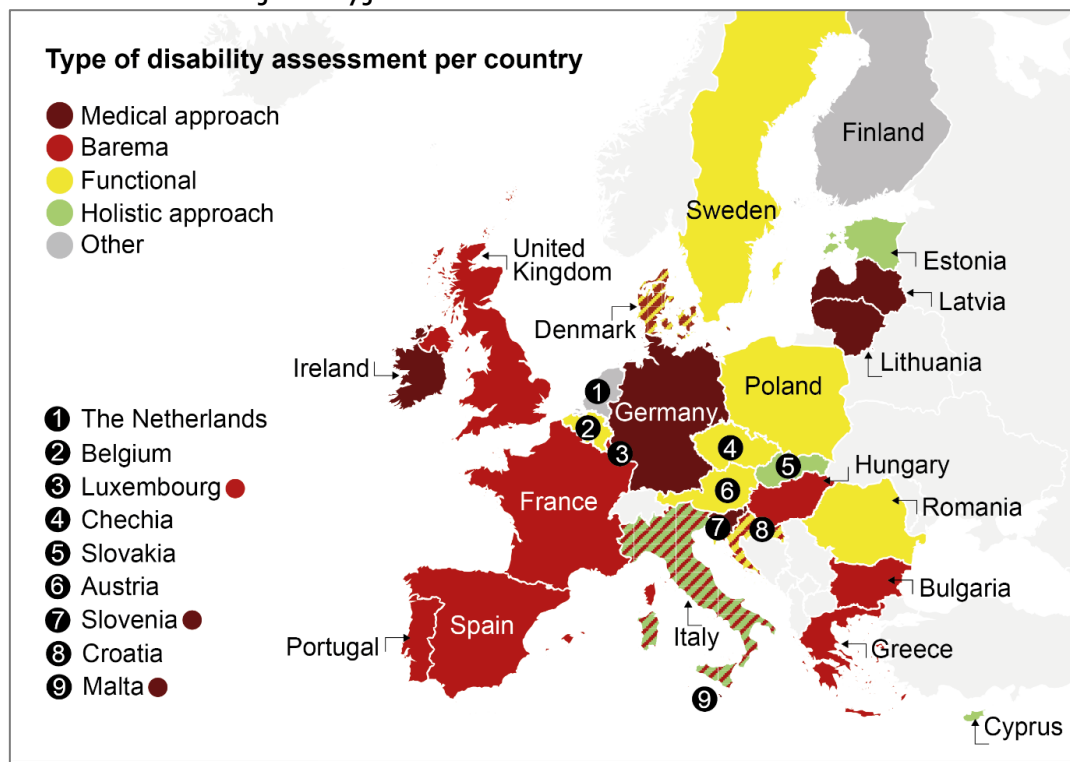 Type of disability assessment per country
Medical approach
Barema
Functional
Holistic approach
Other
Finland
Sweden
United
Kingdom
Estonia
Latvia
Denmark
Lithuania
Ireland
Poland
1
Germany
1 The Netherlands
2
2 Belgium
4
3
3 Luxembourg
5
Hungary
4 Chechia
6
France
Romania
5 Slovakia
7
8
6 Austria
Bulgaria
7 Slovenia
Spain
Italy
Portugal
Greece
8 Croatia
9 Malta
9
Cyprus